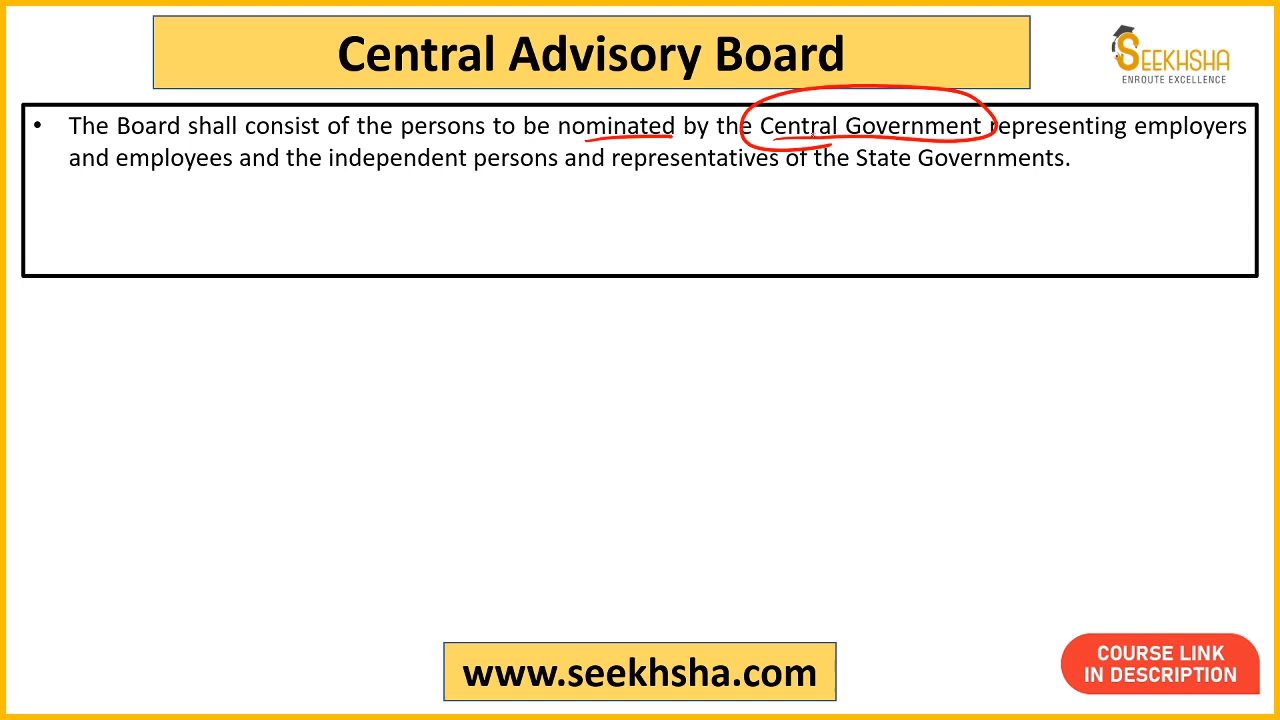 Central Advisory Board
SEEKHSHA
ENROUTE EXCELLENCE
• The Board shall consist of the persons to be nominated by the Central Government representing employers
and employees and the independent persons and representatives of the State Governments.
www.seekhsha.com
COURSE LINK
IN DESCRIPTION